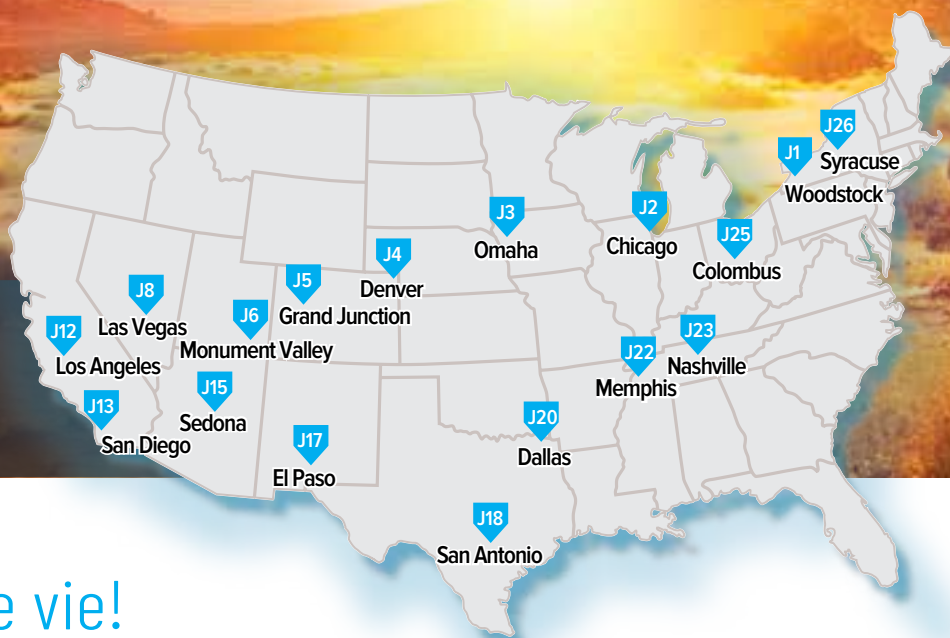 J26
Syracuse
J1
Woodstock
J2
Chicago
J3
Omaha
J25
Colombus
J4
Denver
J5
Grand Junction
J8
Las Vegas
J6
Monument Valley
J12
Los Angeles
J23
Nashville
J22
Memphis
J15
Sedona
J13
San Diego
J20
Dallas
J17
El Paso
J18
San Antonio
e vie!